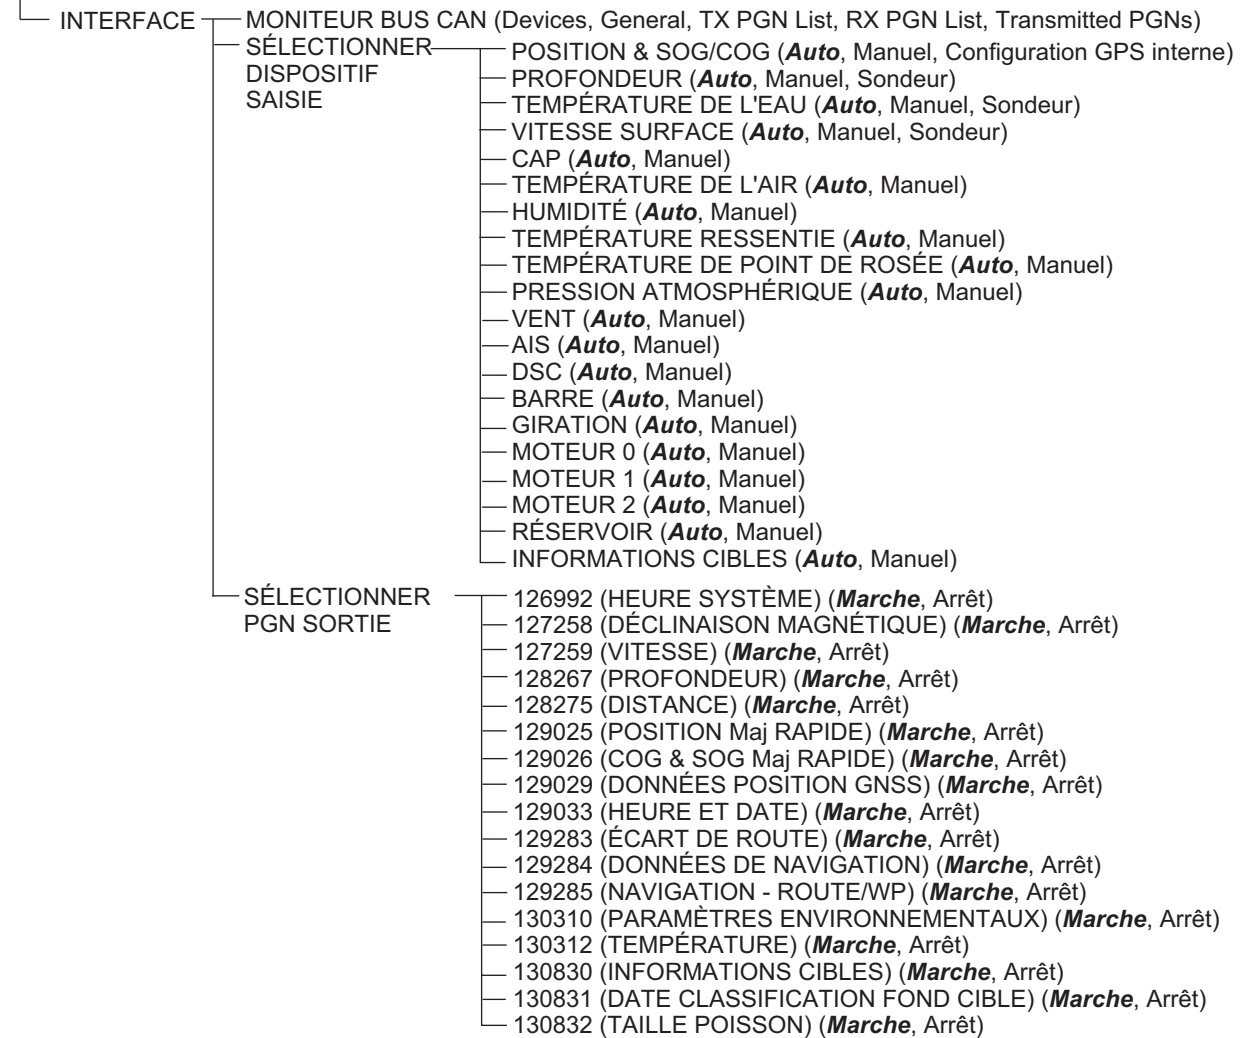 INTERFACE MONITEUR BUS CAN (Devices, General, TX PGN List, RX PGN List, Transmitted PGNs)
SÉLECTIONNER
DISPOSITIF
SAISIE
POSITION & SOG/COG (Auto, Manuel, Configuration GPS interne)
PROFONDEUR (Auto, Manuel, Sondeur)
TEMPÉRATURE DE L'EAU (Auto, Manuel, Sondeur)
VITESSE SURFACE (Auto, Manuel, Sondeur)
CAP (Auto, Manuel)
TEMPÉRATURE DE L'AIR (Auto, Manuel)
HUMIDITÉ (Auto, Manuel)
TEMPÉRATURE RESSENTIE (Auto, Manuel)
TEMPÉRATURE DE POINT DE ROSÉE (Auto, Manuel)
PRESSION ATMOSPHÉRIQUE (Auto, Manuel)
VENT (Auto, Manuel)
AIS (Auto, Manuel)
DSC (Auto, Manuel)
BARRE (Auto, Manuel)
GIRATION (Auto, Manuel)
MOTEUR 0 (Auto, Manuel)
MOTEUR 1 (Auto, Manuel)
MOTEUR 2 (Auto, Manuel)
RÉSERVOIR (Auto, Manuel)
INFORMATIONS CIBLES (Auto, Manuel)
SÉLECTIONNER
PGN SORTIE
126992 (HEURE SYSTÈME) (Marche, Arrêt)
127258 (DÉCLINAISON MAGNÉTIQUE) (Marche, Arrêt)
127259 (VITESSE) (Marche, Arrêt)
128267 (PROFONDEUR) (Marche, Arrêt)
128275 (DISTANCE) (Marche, Arrêt)
129025 (POSITION Maj RAPIDE) (Marche, Arrêt)
129026 (COG & SOG Maj RAPIDE) (Marche, Arrêt)
129029 (DONNÉES POSITION GNSS) (Marche, Arrêt)
129033 (HEURE ET DATE) (Marche, Arrêt)
129283 (ÉCART DE ROUTE) (Marche, Arrêt)
129284 (DONNÉES DE NAVIGATION) (Marche, Arrêt)
129285 (NAVIGATION - ROUTE/WP) (Marche, Arrêt)
130310 (PARAMÈTRES ENVIRONNEMENTAUX) (Marche, Arrêt)
130312 (TEMPÉRATURE) (Marche, Arrêt)
130830 (INFORMATIONS CIBLES) (Marche, Arrêt)
130831 (DATE CLASSIFICATION FOND CIBLE) (Marche, Arrêt)
130832 (TAILLE POISSON) (Marche, Arrêt)